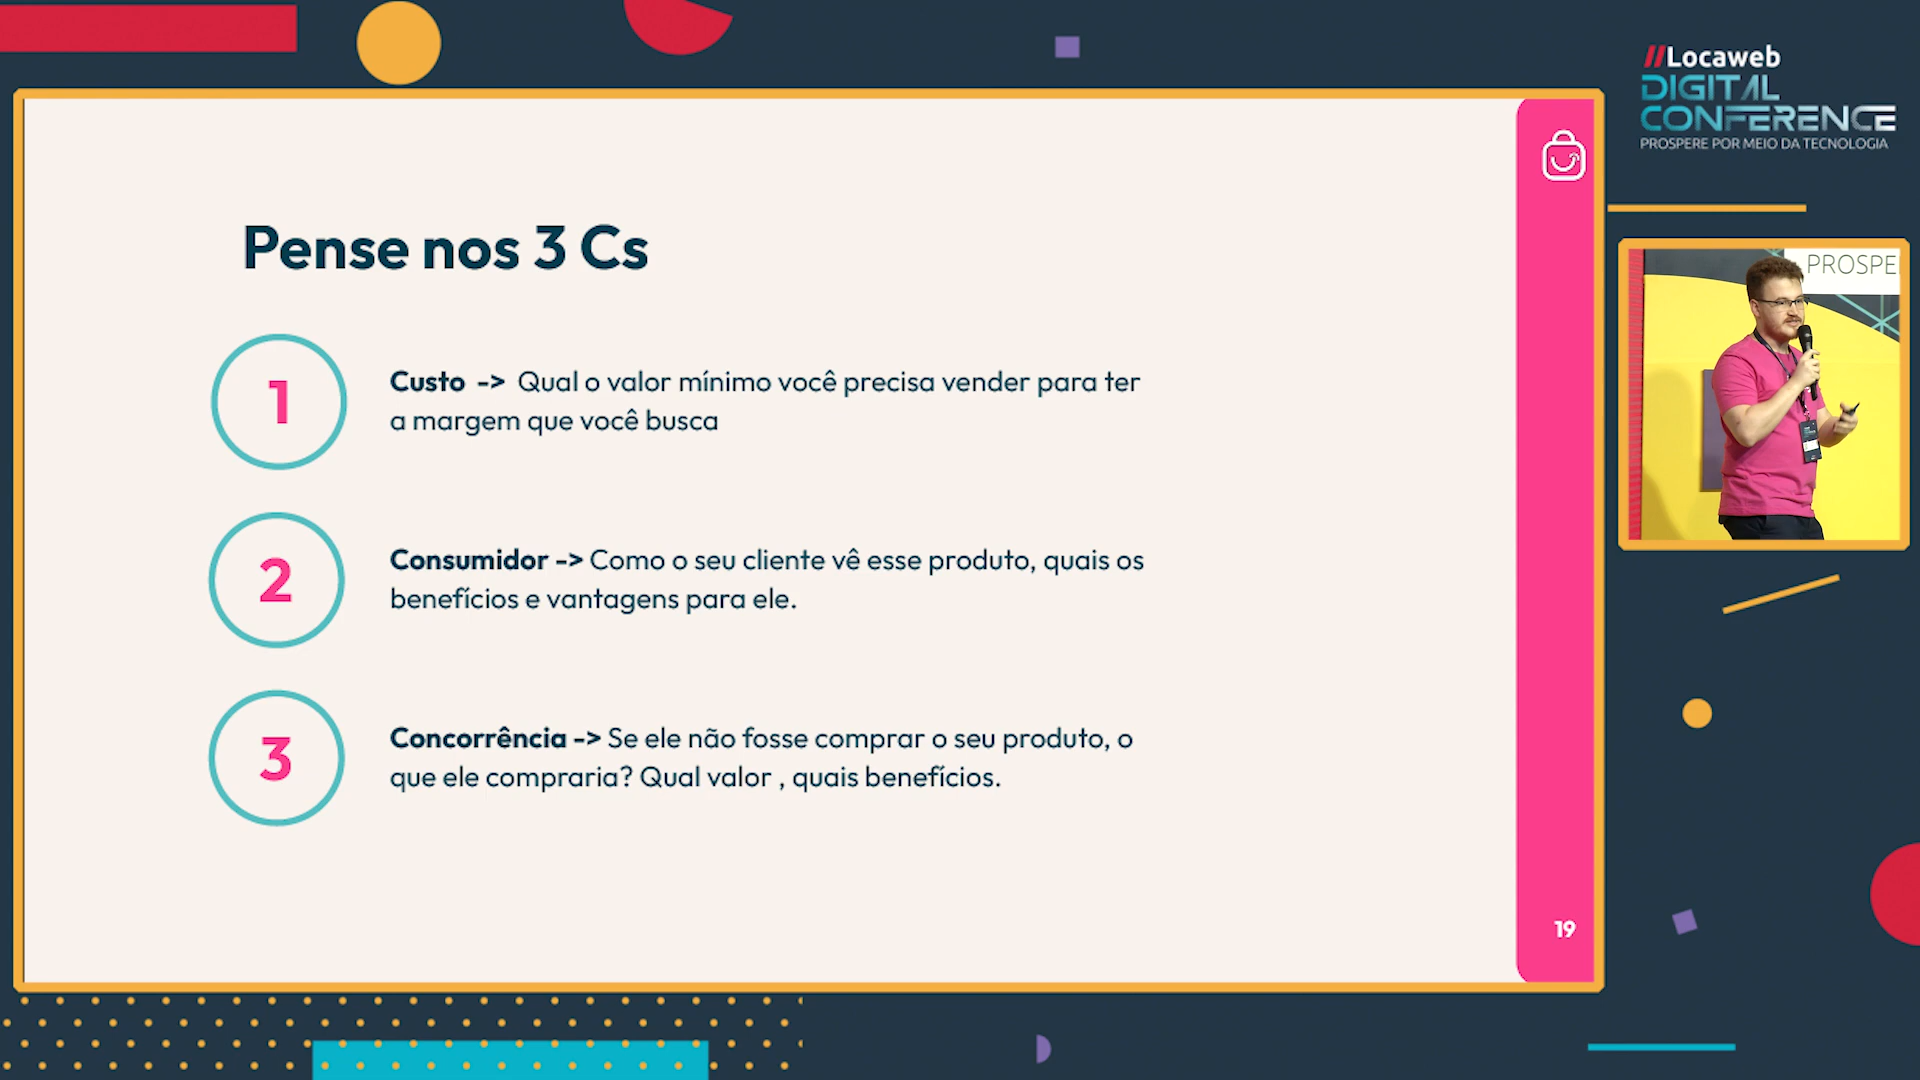 //Locaweb
DIGITAL
CONFERENCE
PROSPERE POR MEIO DA TECNOLOGIA
Pense nos 3 Cs
1
Custo -> Qual o valor mínimo você precisa vender para ter
a margem que você busca
2
Consumidor -> Como o seu cliente vê esse produto, quais os
benefícios e vantagens para ele.
3
Concorrência -> Se ele não fosse comprar o seu produto, o
que ele compraria? Qual valor , quais benefícios.
19
PROSPE